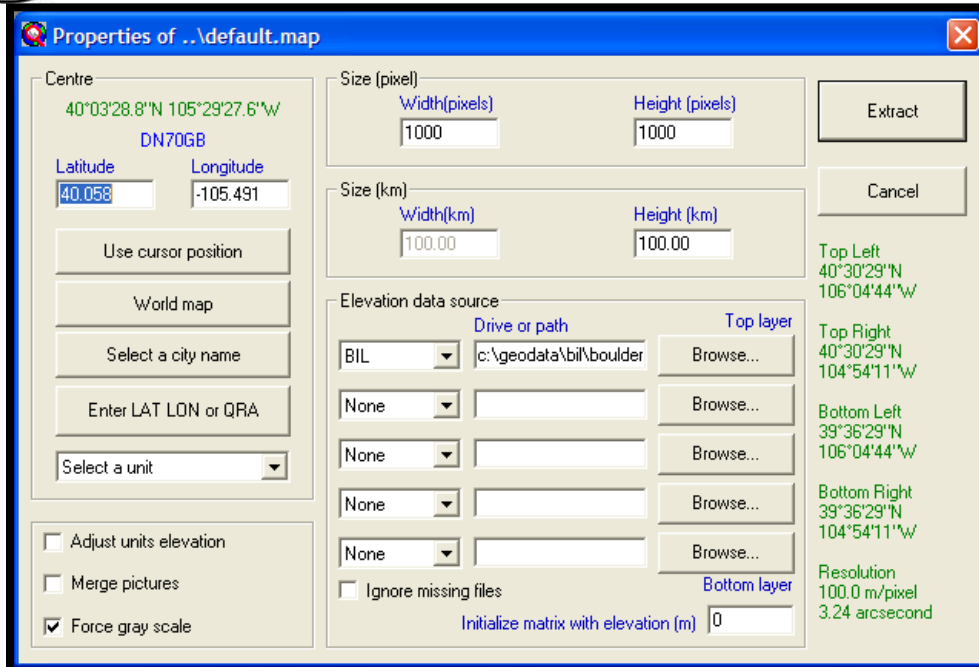 Properties of ..\default.map
Centre
40°03'28.8"N 105°29'27.6"W
DN70GB
Latitude Longitude
40.058 -105.491
Use cursor position
World map
Select a city name
Enter LAT LON or QRA
Select a unit
Adjust units elevation
Merge pictures
Force gray scale
Size (pixel)
Width(pixels) Height (pixels)
1000 1000
Size (km)
Width(km) Height (km)
100.00 100.00
Elevation data source
Drive or path Top layer
BIL c:\geodata\bil\boulder Browse...
None Browse...
None Browse...
None Browse...
None Browse...
Ignore missing files Bottom layer
Initialize matrix with elevation (m) 0
Extract
Cancel
Top Left
40°30'29"N
106°04'44"W
Top Right
40°30'29"N
104°54'11"W
Bottom Left
39°36'29"N
106°04'44"W
Bottom Right
39°36'29"N
104°54'11"W
Resolution
100.0 m/pixel
3.24 arcsecond